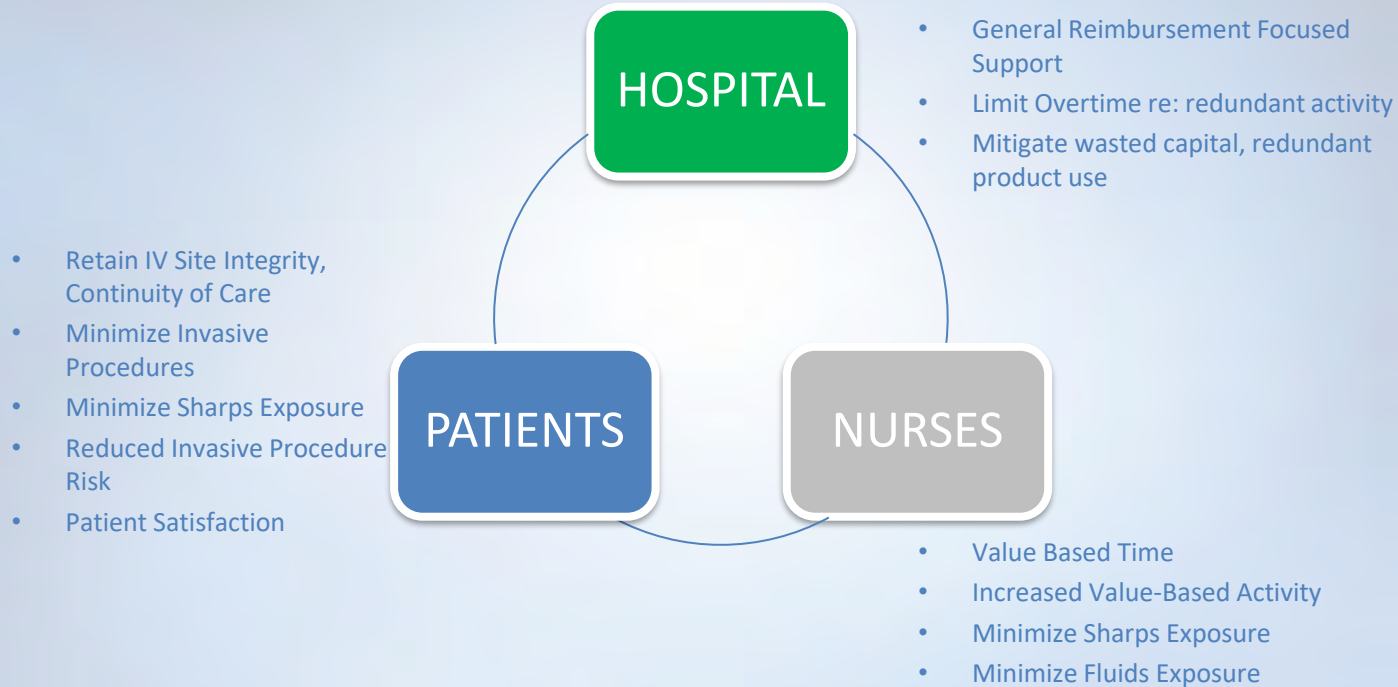 HOSPITAL
• General Reimbursement Focused
Support
• Limit Overtime re: redundant activity
• Mitigate wasted capital, redundant
product use
• Retain IV Site Integrity,
Continuity of Care
• Minimize Invasive
Procedures
• Minimize Sharps Exposure
• Reduced Invasive Procedure
Risk
• Patient Satisfaction
PATIENTS
NURSES
• Value Based Time
• Increased Value-Based Activity
• Minimize Sharps Exposure
• Minimize Fluids Exposure